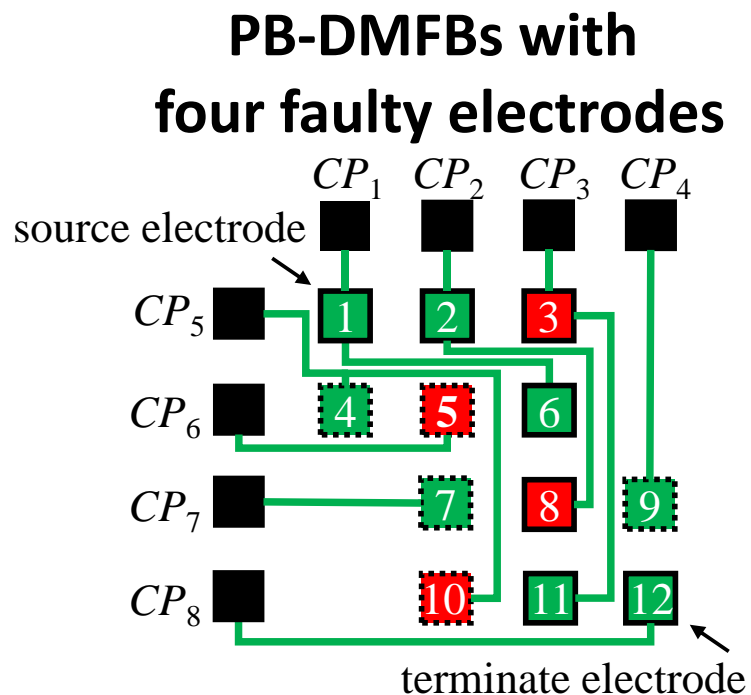 PB-DMFBs with
four faulty electrodes
CP₁ CP₂ CP₃ CP₄
source electrode
CP₅ 1 2 3
CP₆ 4 5 6
CP₇ 7 8 9
CP₈ 10 11 12
terminate electrode